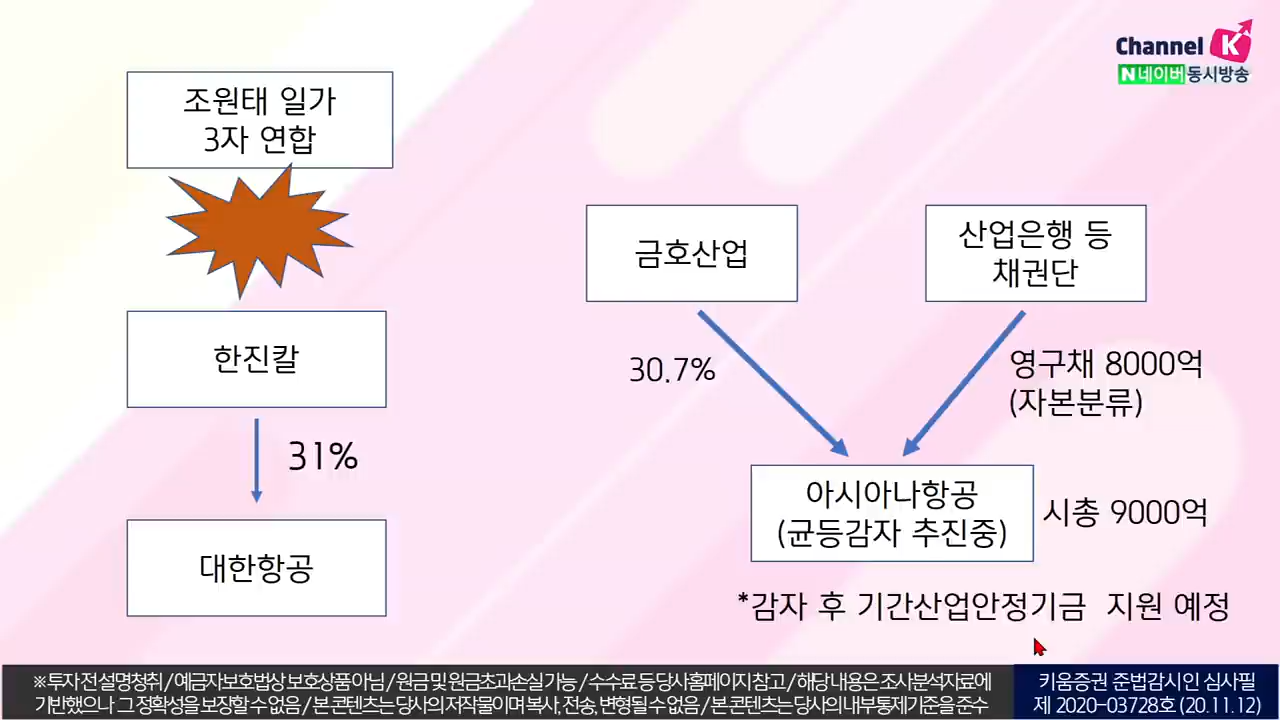 Channel K
N 네이버 동시방송
조원태 일가
3자 연합
한진칼
31%
대한항공
금호산업
산업은행 등
채권단
30.7%
영구채 8000억
(자본분류)
아시아나항공
(균등감자 추진중)
시총 9000억
*감자 후 기간산업안정기금 지원 예정
※ 투자 전 설명청취 / 예금자보호법상 보호상품 아님 / 원금 및 원금초과손실 가능 / 수수료 등 당사홈페이지 참고 / 해당 내용은 조사분석자료에
기반했으나 그 정확성을 보장할 수 없음 / 본 콘텐츠는 당사의 저작물이며 복사, 전송, 변형될 수 없음 / 본 콘텐츠는 당사의 내부통제기준을 준수
키움증권 준법감시인 심사필
제 2020-03728호 (20.11.12)